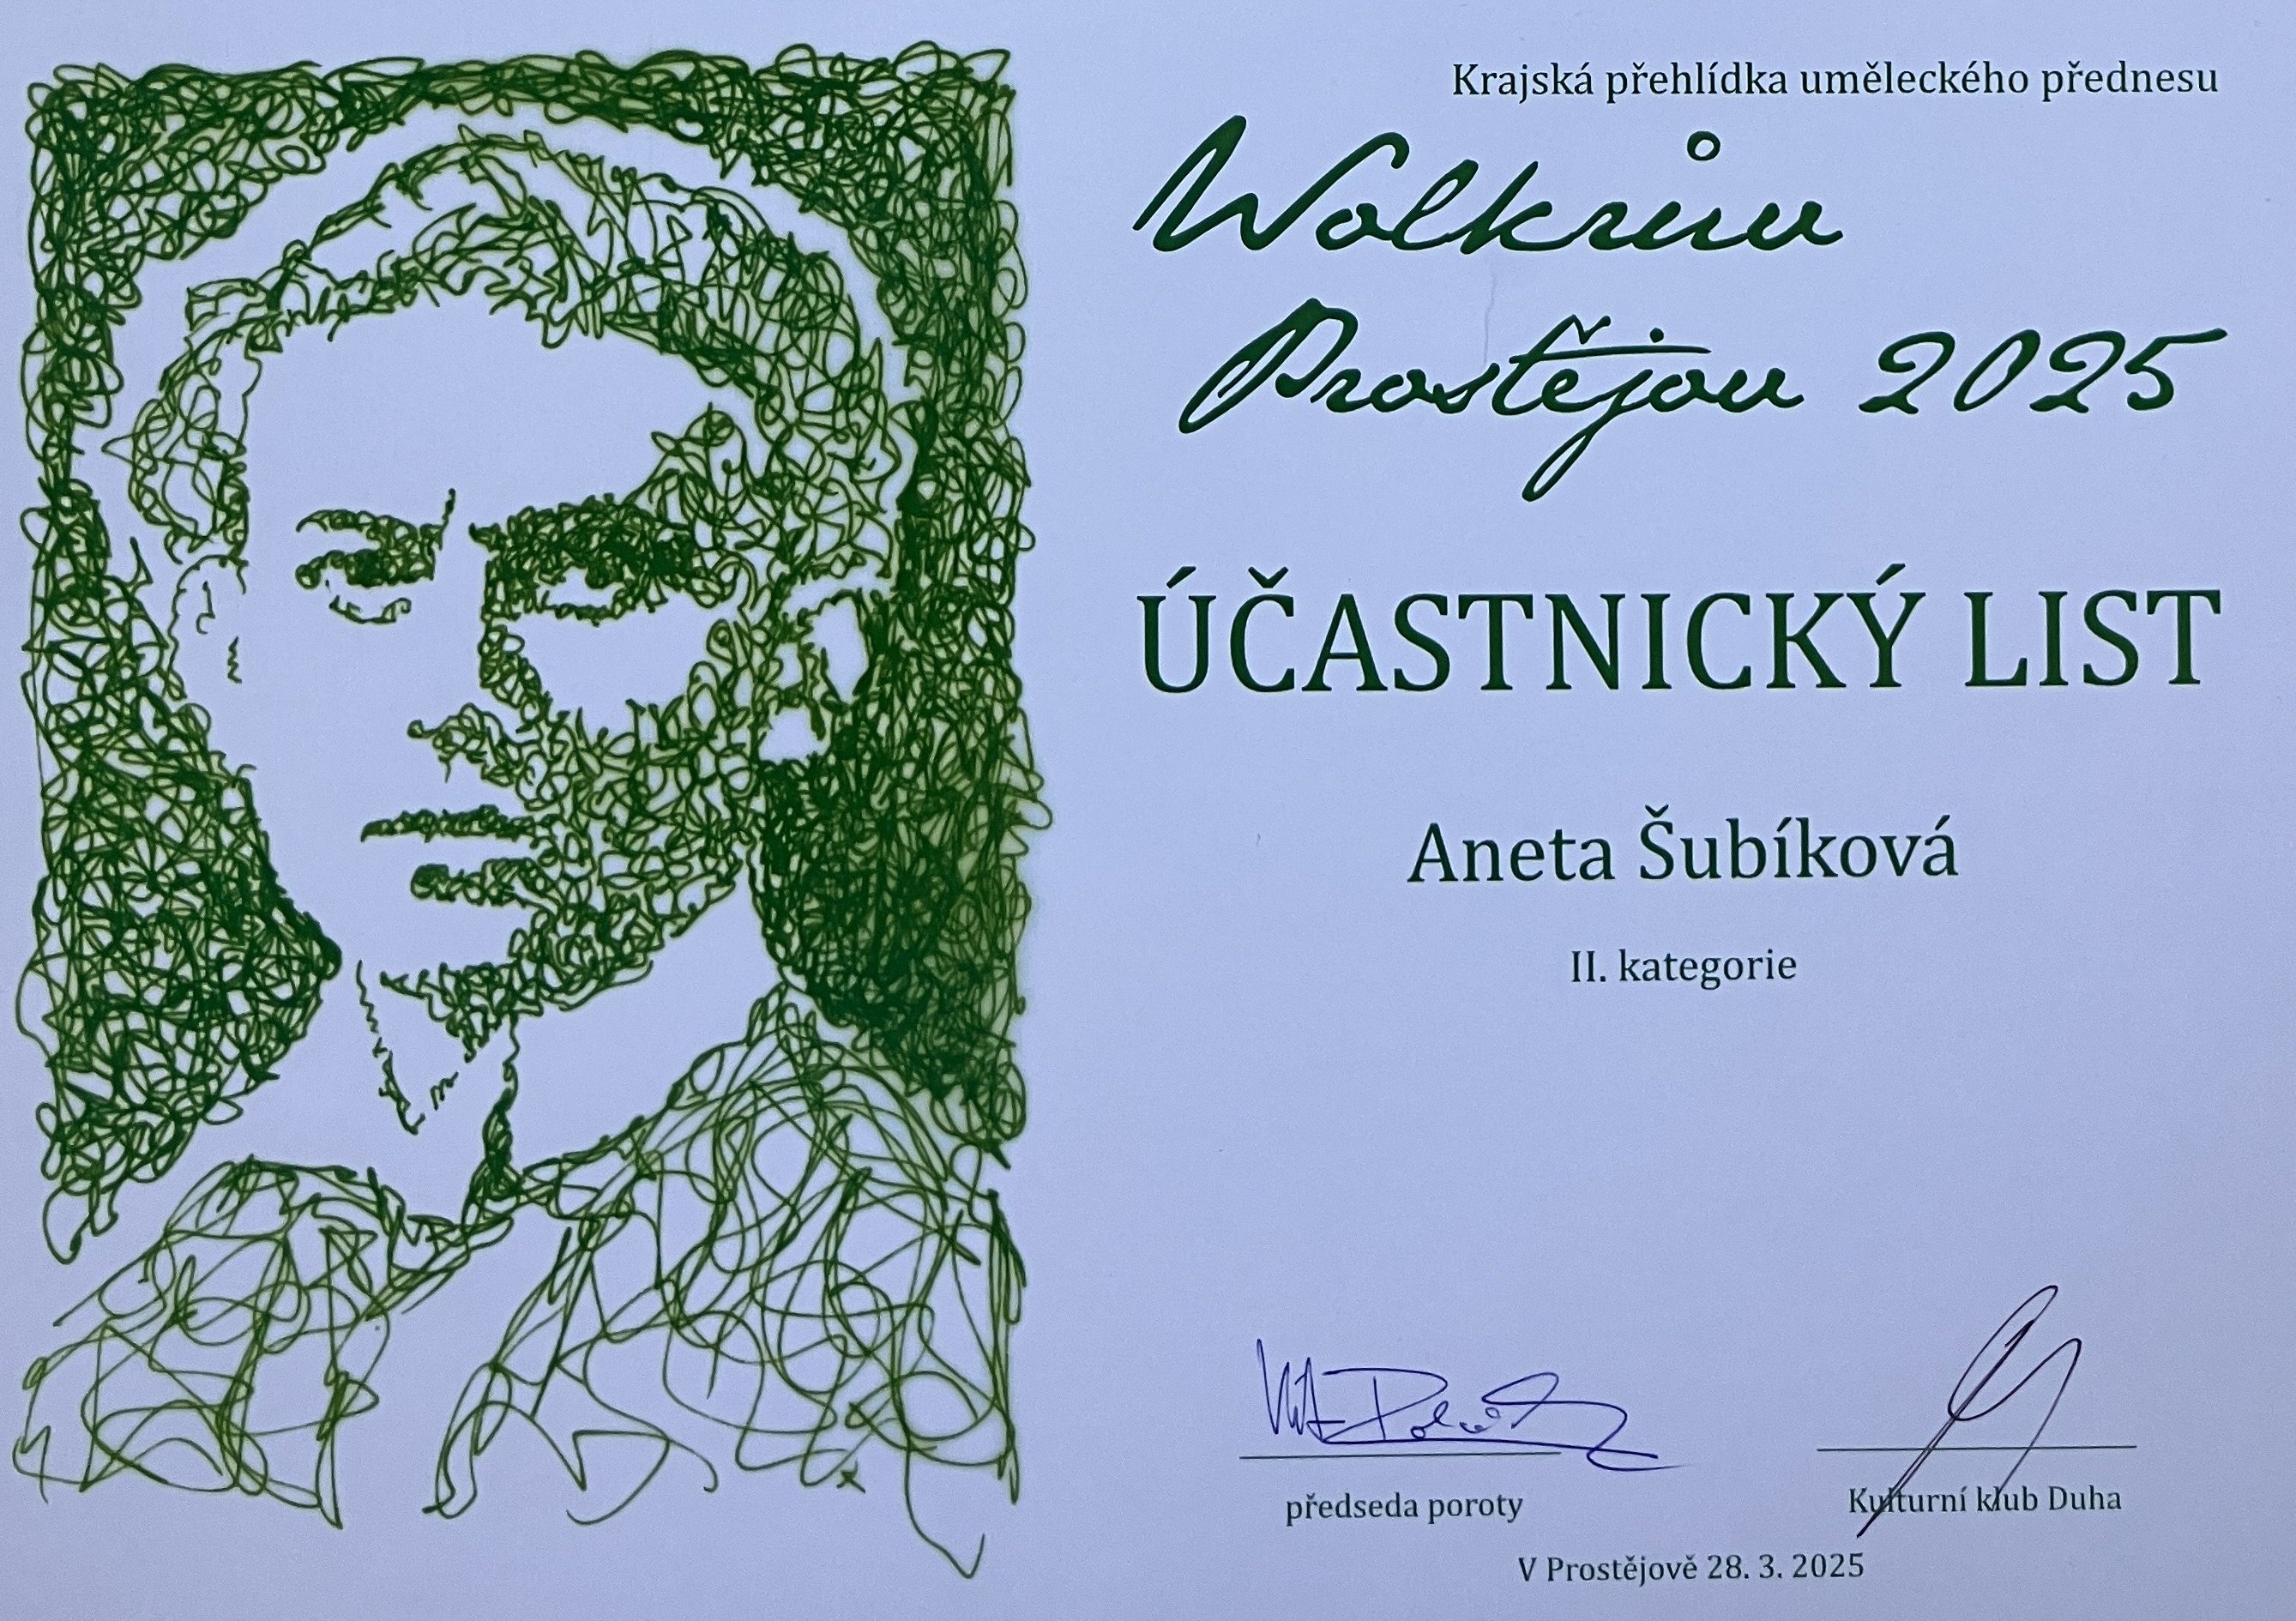 Krajská přehlídka uměleckého přednesu
Wolkrův
Prostějov 2025
ÚČASTNICKÝ LIST
Aneta Šubíková
II. kategorie
předseda poroty
Kulturní klub Duha
V Prostějově 28. 3. 2025